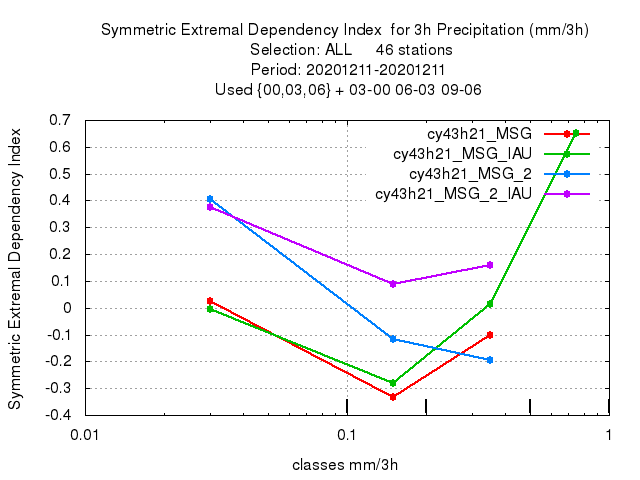 Symmetric Extremal Dependency Index  for 3h Precipitation (mm/3h)
Selection: ALL     46 stations
Period: 20201211-20201211
Used {00,03,06} + 03-00 06-03 09-06
Symmetric Extremal Dependency Index
0.7
0.6
0.5
0.4
0.3
0.2
0.1
0
-0.1
-0.2
-0.3
-0.4
cy43h21_MSG
cy43h21_MSG_IAU
cy43h21_MSG_2
cy43h21_MSG_2_IAU
0.01
0.1
1
classes mm/3h